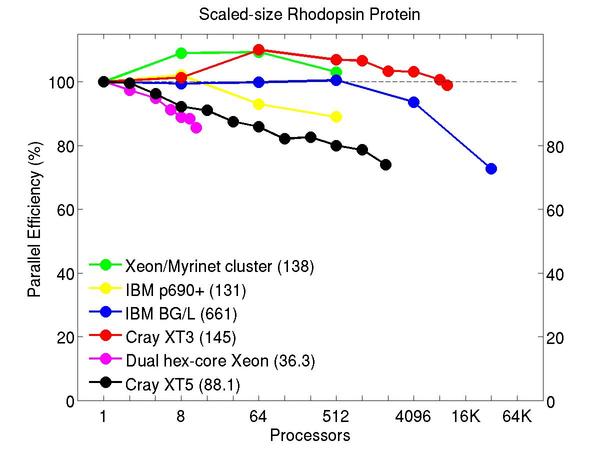 Scaled-size Rhodopsin Protein
Parallel Efficiency (%)
100
80
60
40
20
0
80
60
40
20
0
Xeon/Myrinet cluster (138)
IBM p690+ (131)
IBM BG/L (661)
Cray XT3 (145)
Dual hex-core Xeon (36.3)
Cray XT5 (88.1)
1 8 64 512 4096 16K 64K
Processors